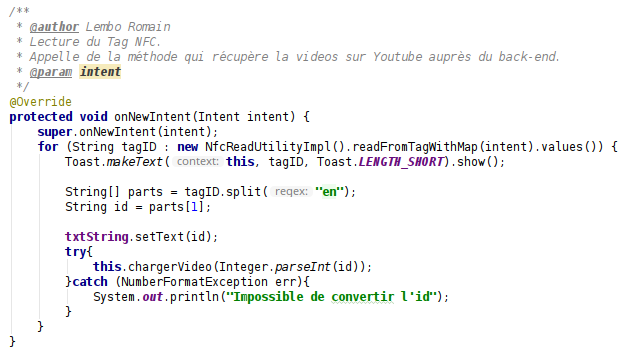 /**
 * @author Lembo Romain
 * Lecture du Tag NFC.
 * Appelle de la méthode qui récupère la videos sur Youtube auprès du back-end.
 * @param intent
 */
@Override
protected void onNewIntent(Intent intent) {
    super.onNewIntent(intent);
    for (String tagID : new NfcReadUtilityImpl().readFromTagWithMap(intent).values()) {
        Toast.makeText( context: this, tagID, Toast.LENGTH_SHORT).show();

        String[] parts = tagID.split( regex: "en");
        String id = parts[1];

        txtString.setText(id);
        try{
            this.chargerVideo(Integer.parseInt(id));
        }catch (NumberFormatException err){
            System.out.println("Impossible de convertir l'id");
        }
    }
}